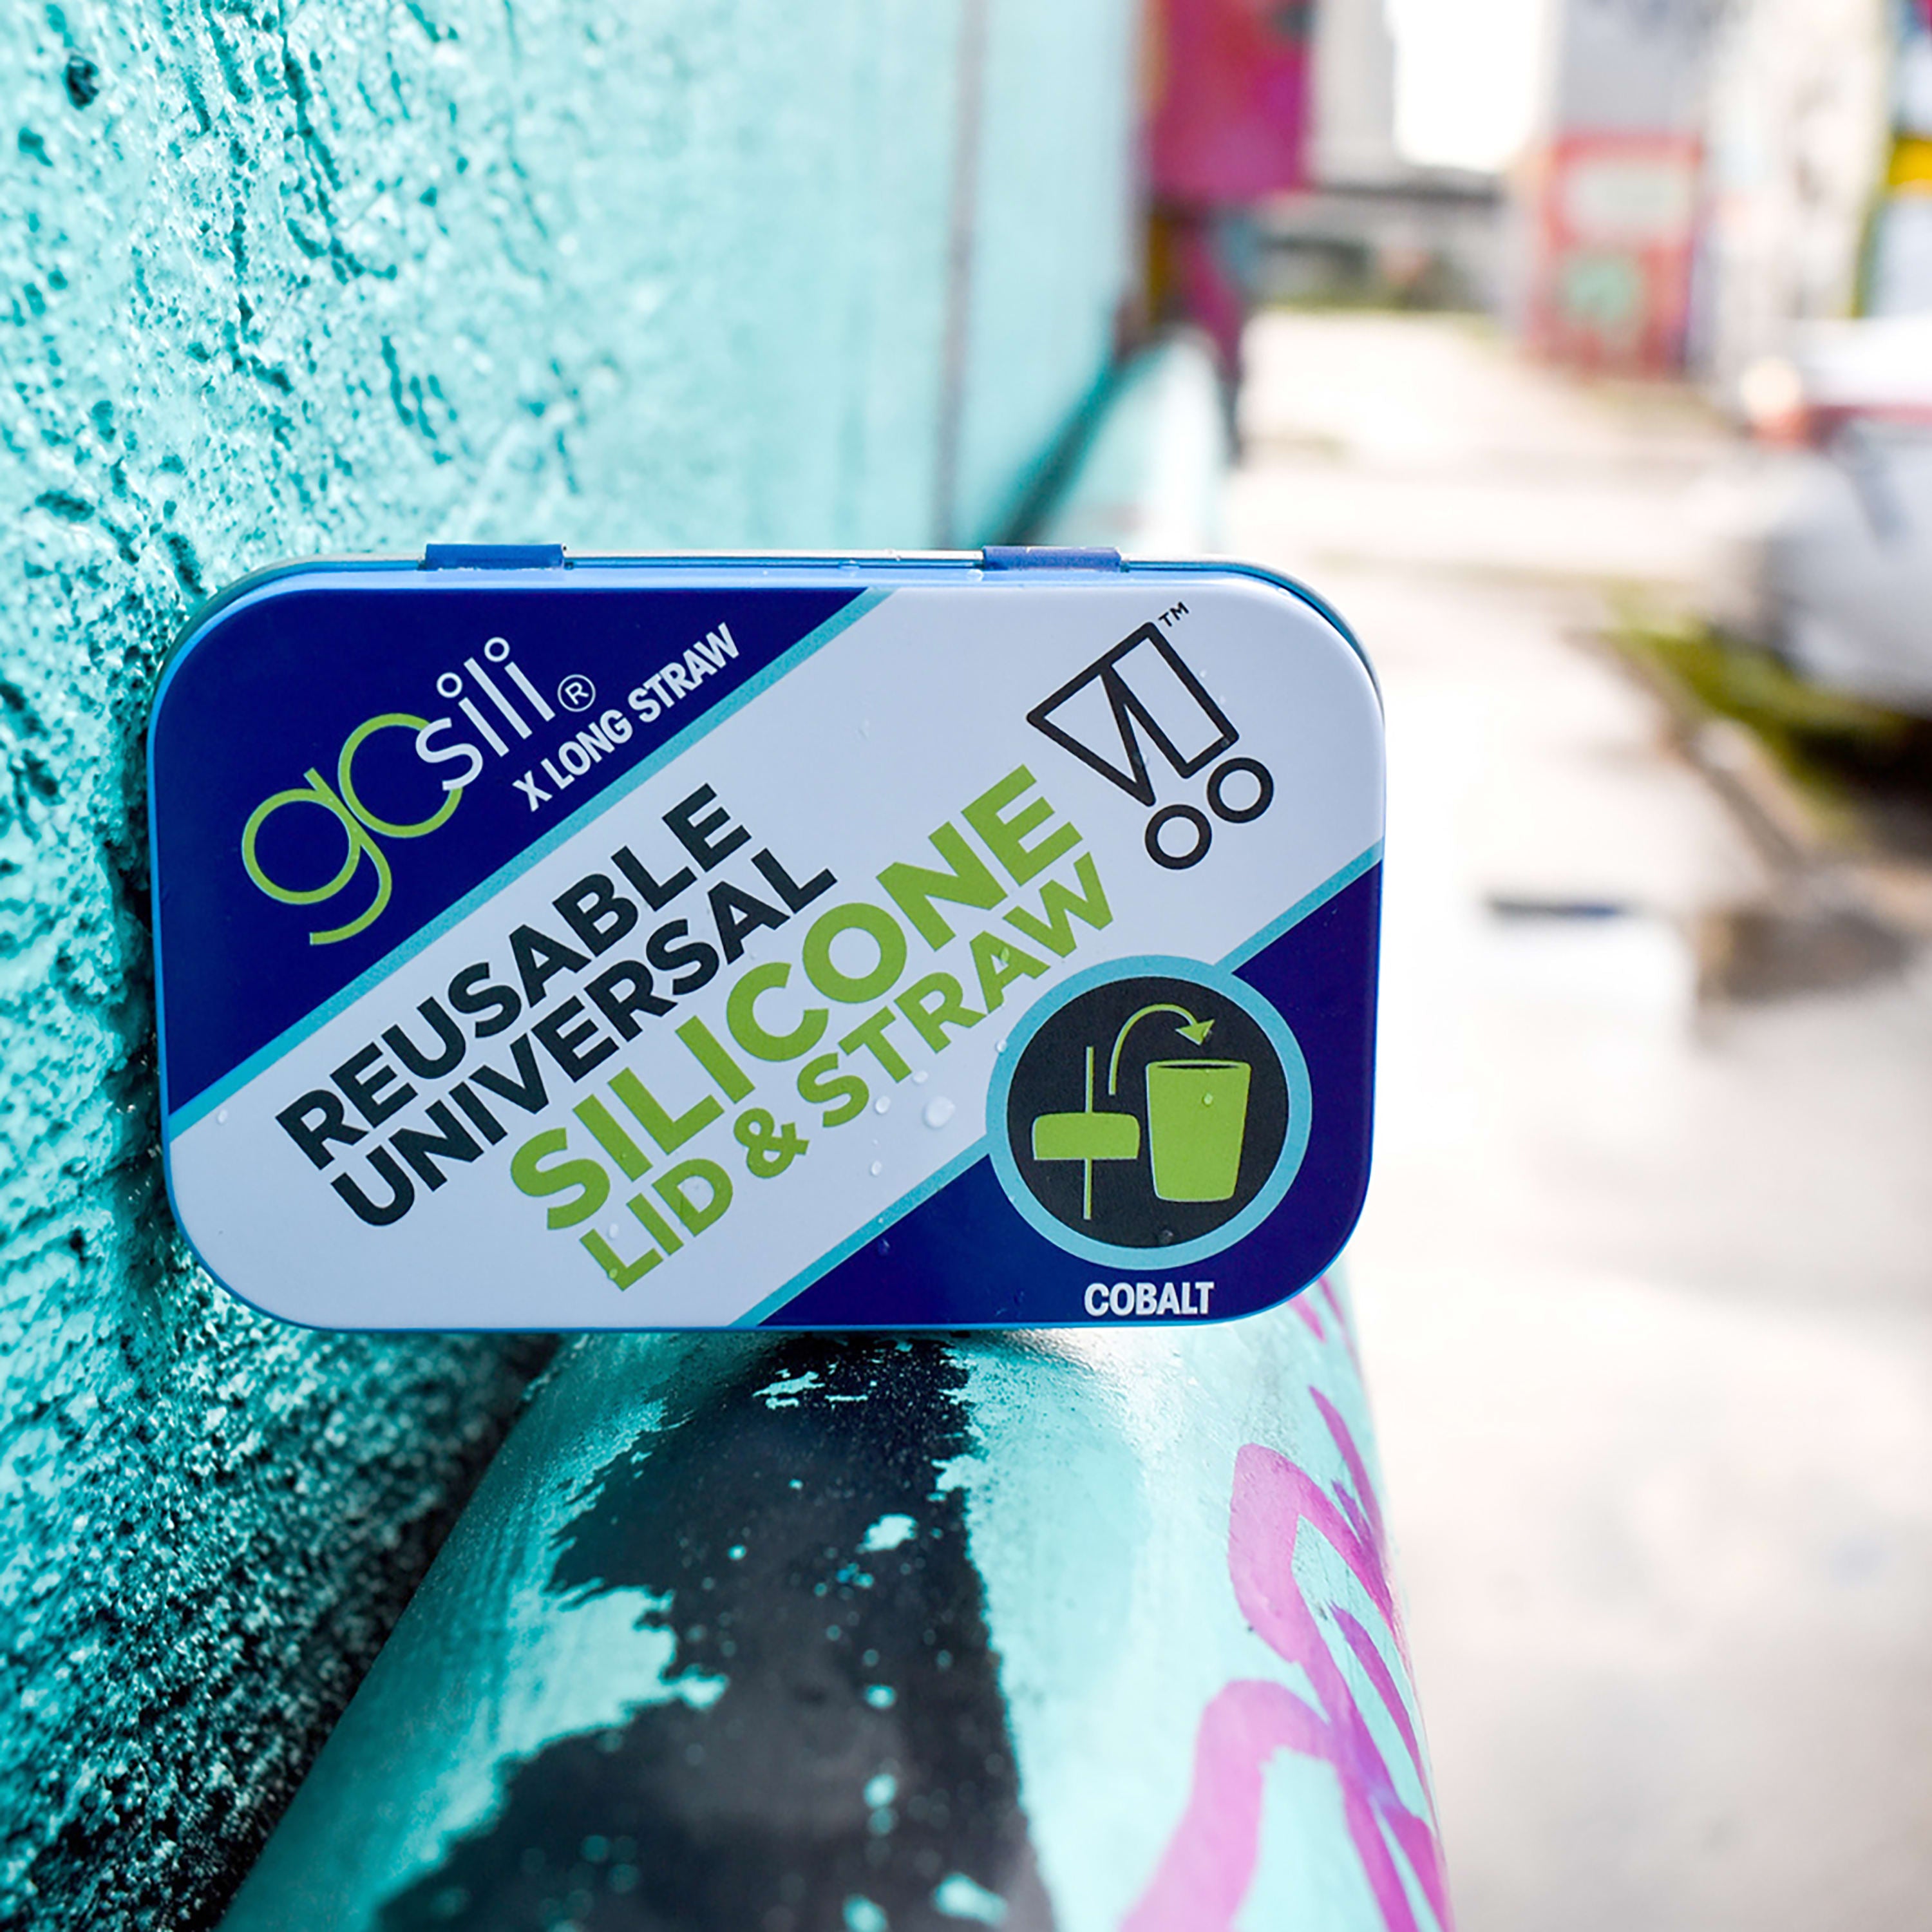 gosili®
X LONG STRAW
REUSABLE
UNIVERSAL
SILICONE
LID & STRAW
™
COBALT